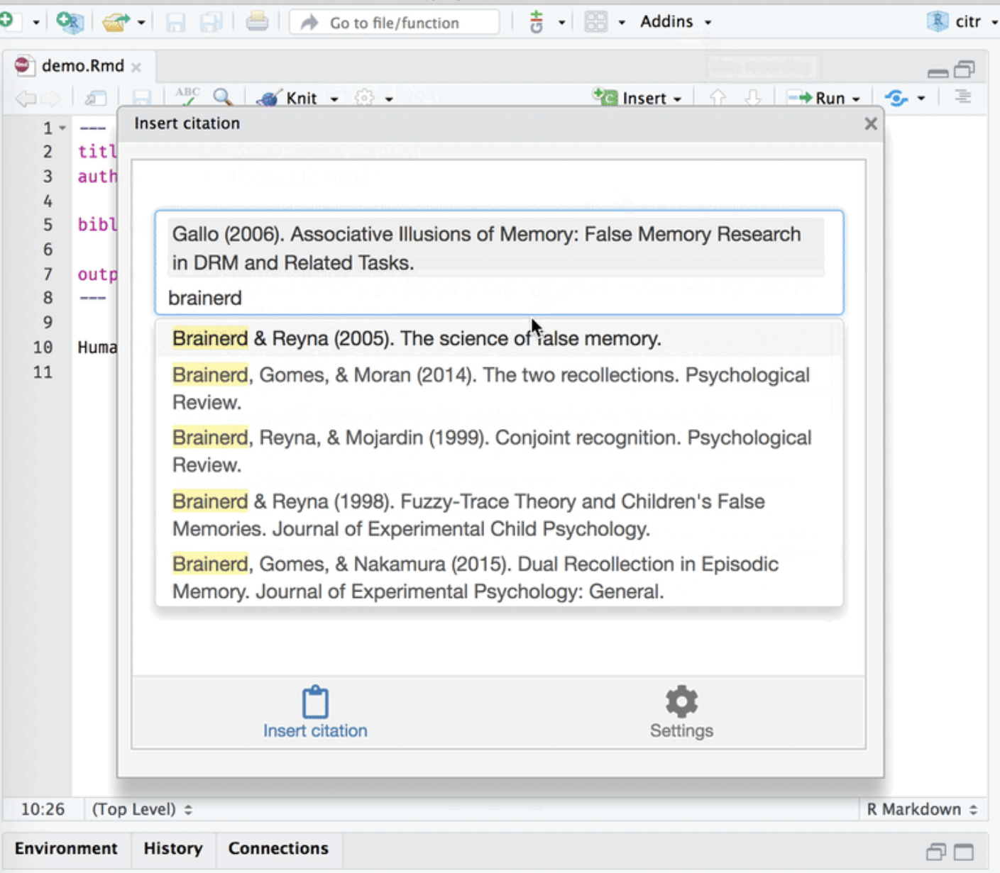 Go to file/function
Addins
citr
demo.Rmd
ABC
Knit
Insert
Run
Insert citation
1 ---
2 titl
3 auth
4
5 bibl
6
7 outp
8 ---
9
10 Huma
11
Gallo (2006). Associative Illusions of Memory: False Memory Research
in DRM and Related Tasks.
brainerd
Brainerd & Reyna (2005). The science of false memory.
Brainerd, Gomes, & Moran (2014). The two recollections. Psychological
Review.
Brainerd, Reyna, & Mojardin (1999). Conjoint recognition. Psychological
Review.
Brainerd & Reyna (1998). Fuzzy-Trace Theory and Children's False
Memories. Journal of Experimental Child Psychology.
Brainerd, Gomes, & Nakamura (2015). Dual Recollection in Episodic
Memory. Journal of Experimental Psychology: General.
Insert citation
Settings
10:26
(Top Level)
R Markdown
Environment
History
Connections